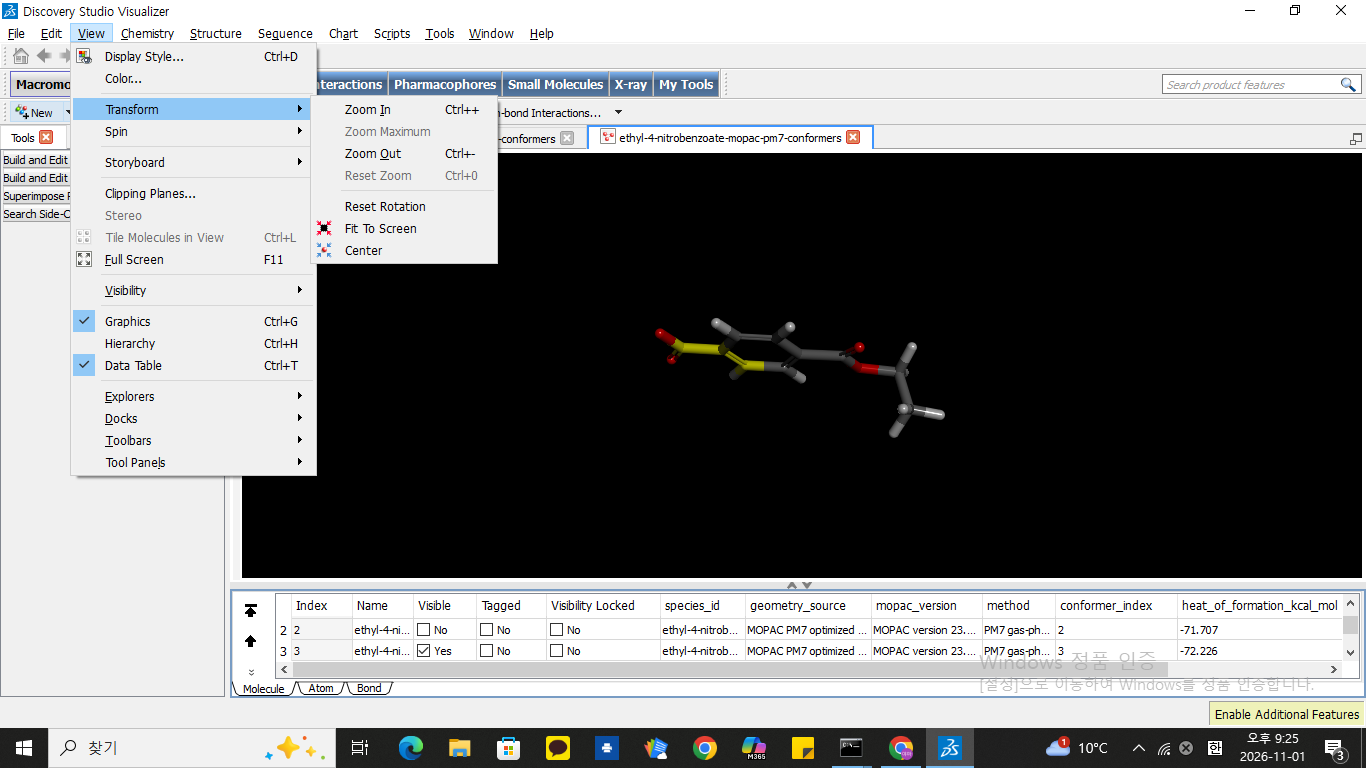 Discovery Studio Visualizer
File Edit View Chemistry Structure Sequence Chart Scripts Tools Window Help
Macromo nteractions Pharmacophores Small Molecules X-ray My Tools
Search product features
New
-bond Interactions...
Tools
-conformers
ethyl-4-nitrobenzoate-mopac-pm7-conformers
Build and Edit
Build and Edit
Superimpose
Search Side-C
Display Style... Ctrl+D
Color...
Transform
Spin
Storyboard
Clipping Planes...
Stereo
Tile Molecules in View Ctrl+L
Full Screen F11
Visibility
Graphics Ctrl+G
Hierarchy Ctrl+H
Data Table Ctrl+T
Explorers
Docks
Toolbars
Tool Panels
Zoom In Ctrl++
Zoom Maximum
Zoom Out Ctrl+-
Reset Zoom Ctrl+0
Reset Rotation
Fit To Screen
Center
Index Name Visible Tagged Visibility Locked species_id geometry_source mopac_version method conformer_index heat_of_formation_kcal_mol
2 2 ethyl-4-ni... No No No ethyl-4-nitrob... MOPAC PM7 optimized ... MOPAC version 23.... PM7 gas-ph... 2 -71.707
3 3 ethyl-4-ni... Yes No No ethyl-4-nitrob... MOPAC PM7 optimized ... MOPAC version 23.... PM7 gas-ph... 3 -72.226
Windows 정품 인증
[설정]으로 이동하여 Windows를 정품 인증합니다.
Molecule Atom Bond
Enable Additional Features
찾기
M365
1
10°C
한
오후 9:25
2026-11-01
3